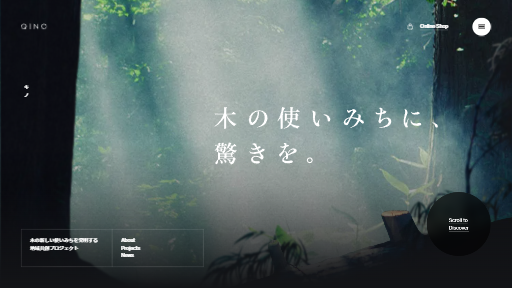 QINO
Online Shop
木の使いみちに、
驚きを。
木の新しい使いみちを発明する
地域共創プロジェクト
About
Projects
News
Scroll to
Discover